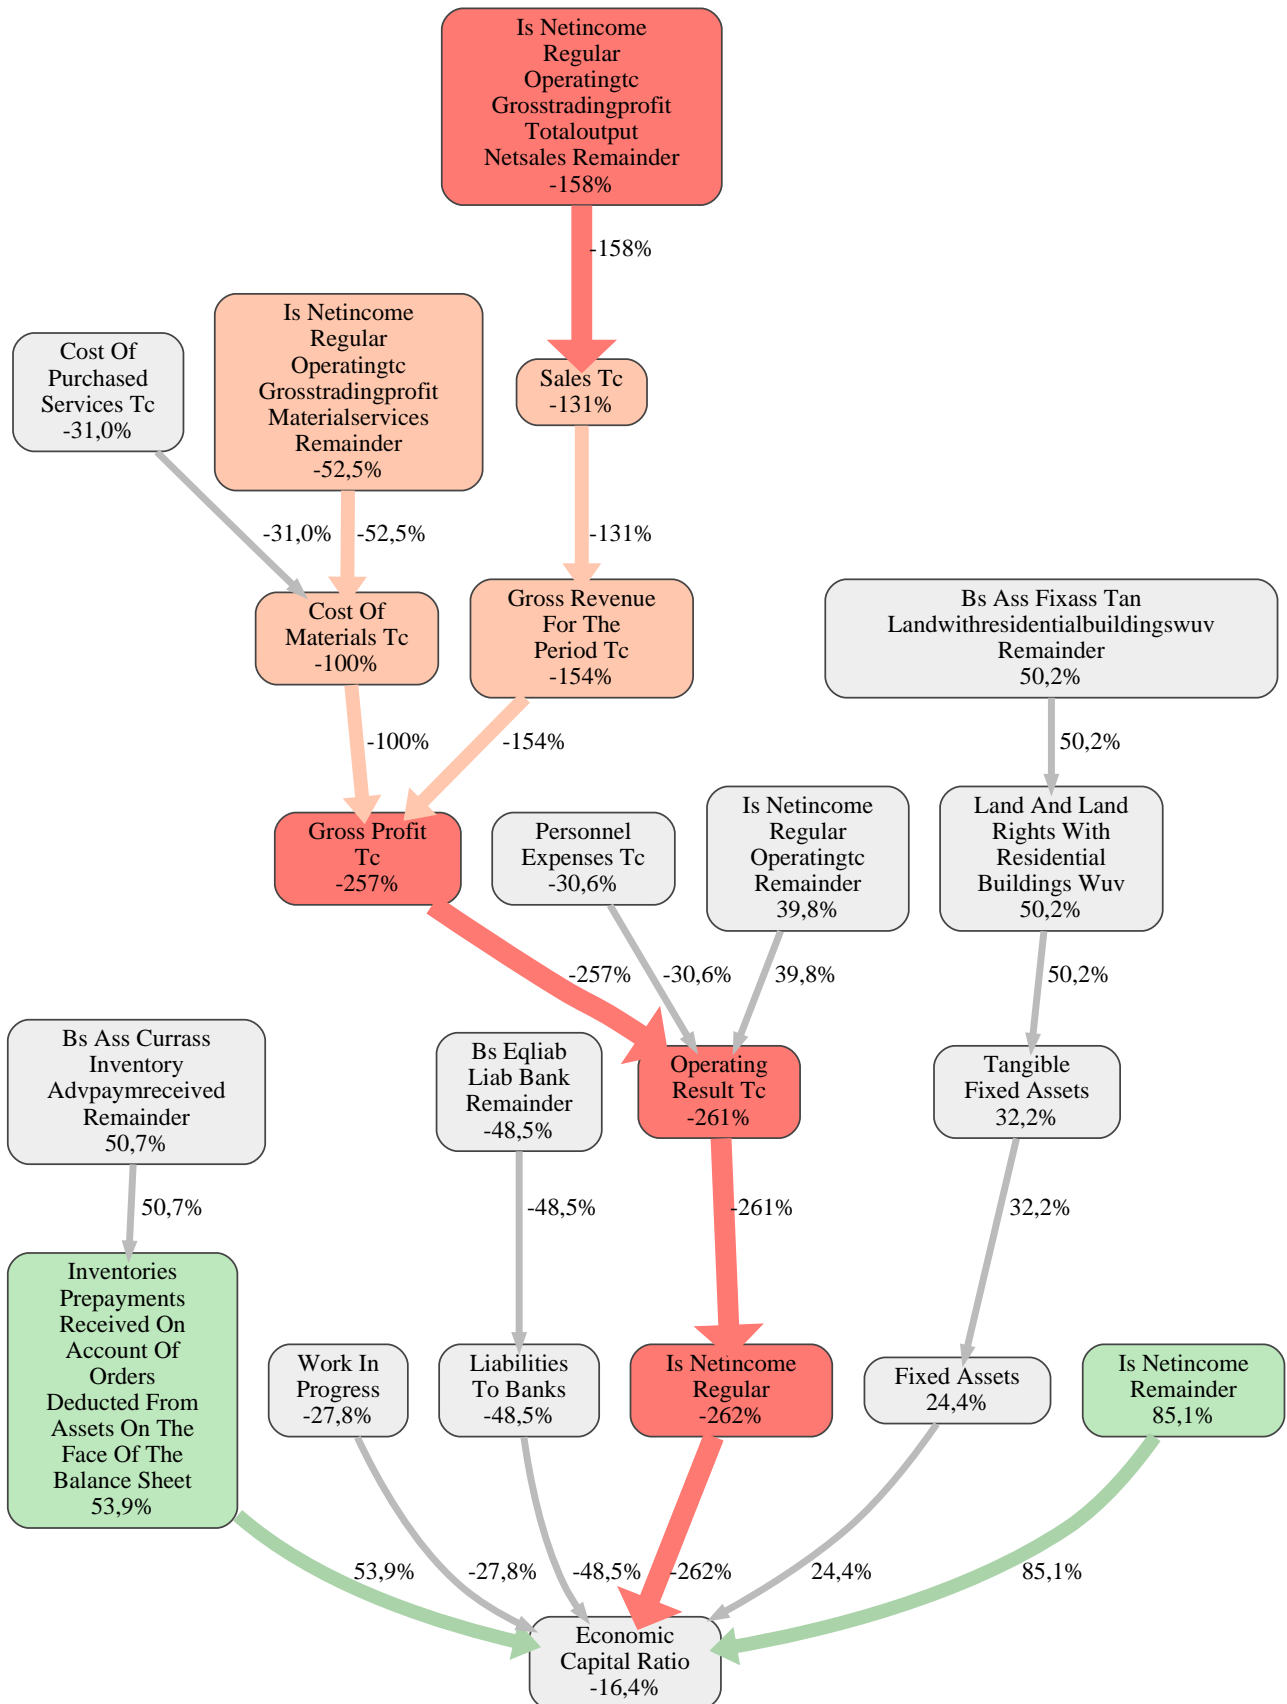 Is Netincome
Regular
Operatingtc
Grosstradingprofit
Totaloutput
Netsales Remainder
-158%
-158%
Is Netincome
Regular
Operatingtc
Grosstradingprofit
Materialservices
Remainder
-52,5%
Cost Of
Purchased
Services Tc
-31,0%
Sales Tc
-131%
-31,0%
-52,5%
-131%
Cost Of
Materials Tc
-100%
Gross Revenue
For The
Period Tc
-154%
Bs Ass Fixass Tan
Landwithresidentialbuildingswuv
Remainder
50,2%
-100%
-154%
50,2%
Gross Profit
Tc
-257%
Personnel
Expenses Tc
-30,6%
Is Netincome
Regular
Operatingtc
Remainder
39,8%
Land And Land
Rights With
Residential
Buildings Wuv
50,2%
-257%
-30,6%
39,8%
50,2%
Bs Ass Currass
Inventory
Advpaymreceived
Remainder
50,7%
Bs Eqliab
Liab Bank
Remainder
-48,5%
Operating
Result Tc
-261%
Tangible
Fixed Assets
32,2%
50,7%
-48,5%
-261%
32,2%
Inventories
Prepayments
Received On
Account Of
Orders
Deducted From
Assets On The
Face Of The
Balance Sheet
53,9%
Work In
Progress
-27,8%
Liabilities
To Banks
-48,5%
Is Netincome
Regular
-262%
Fixed Assets
24,4%
Is Netincome
Remainder
85,1%
53,9%
-27,8%
-48,5%
-262%
24,4%
85,1%
Economic
Capital Ratio
-16,4%